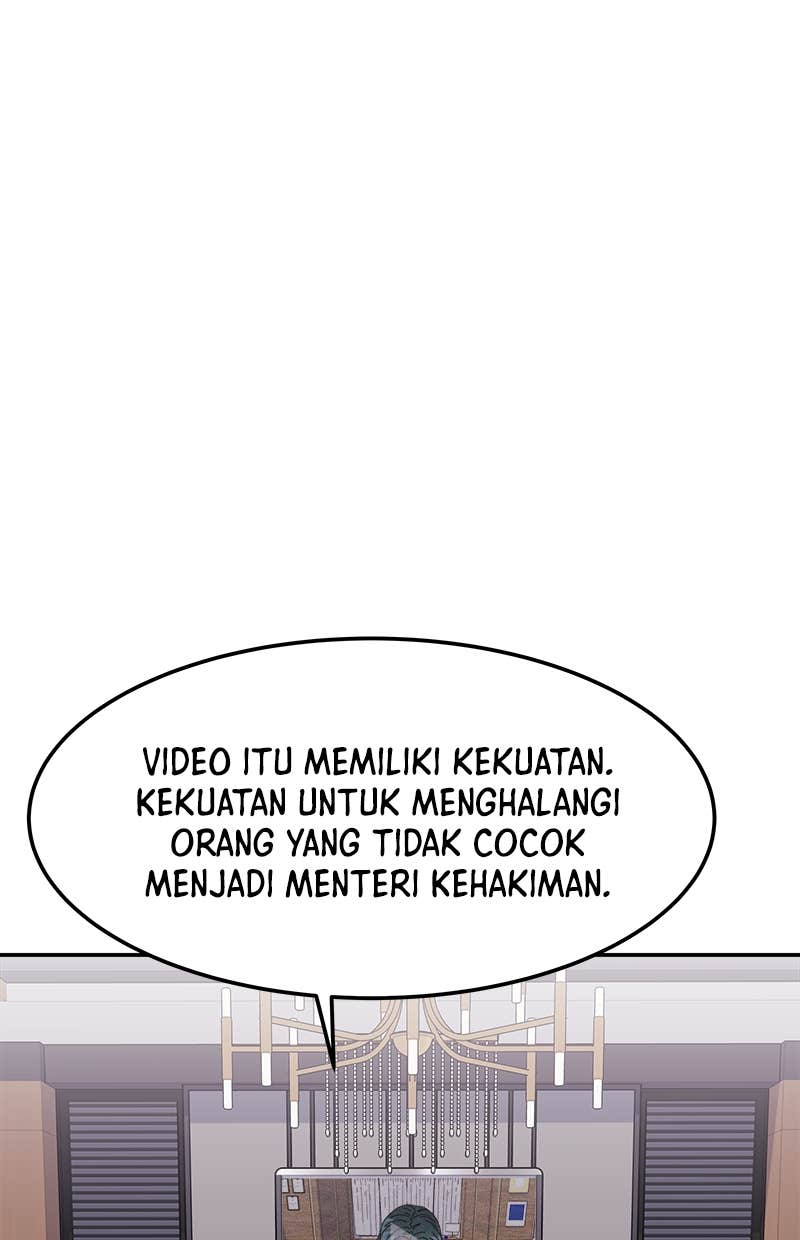 VIDEO ITU MEMILIKI KEKUATAN.
KEKUATAN UNTUK MENGHALANGI
ORANG YANG TIDAK COCOK
MENJADI MENTERI KEHAKIMAN.